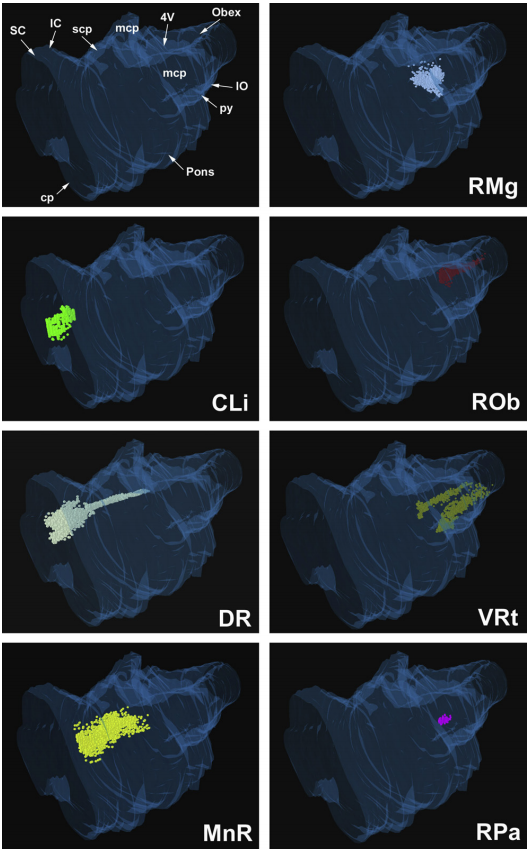 SC
IC
scp
mcp
4V
Obex
mcp
IO
py
Pons
cp
RMg
CLi
ROb
DR
VRt
MnR
RPa